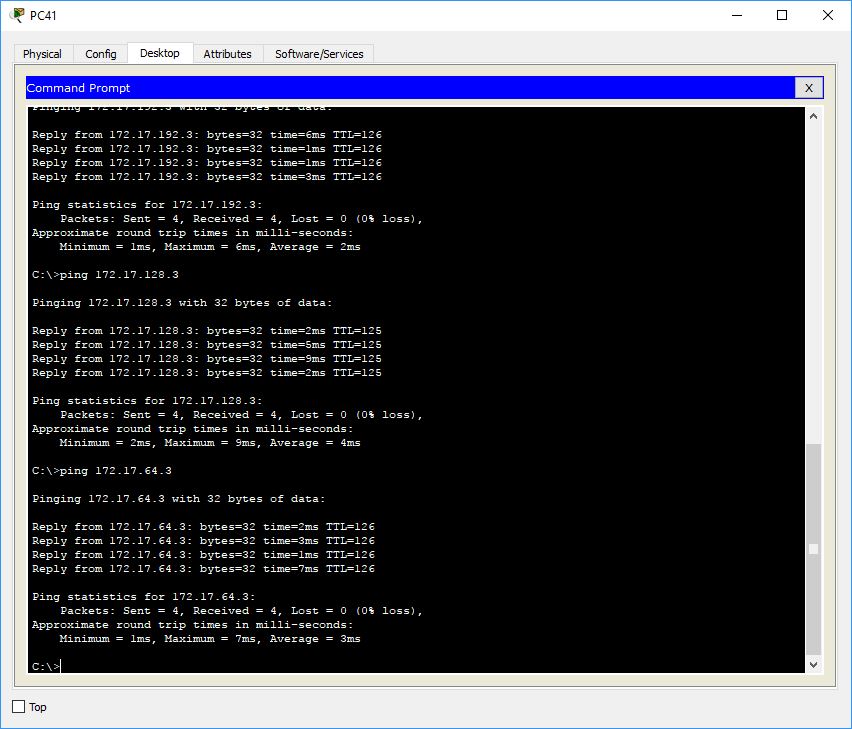 PC41
Physical Config Desktop Attributes Software/Services
Command Prompt X
Pinging 172.17.192.3 with 32 bytes of data:
Reply from 172.17.192.3: bytes=32 time=6ms TTL=126
Reply from 172.17.192.3: bytes=32 time=1ms TTL=126
Reply from 172.17.192.3: bytes=32 time=1ms TTL=126
Reply from 172.17.192.3: bytes=32 time=3ms TTL=126
Ping statistics for 172.17.192.3:
Packets: Sent = 4, Received = 4, Lost = 0 (0% loss),
Approximate round trip times in milli-seconds:
Minimum = 1ms, Maximum = 6ms, Average = 2ms
C:\>ping 172.17.128.3
Pinging 172.17.128.3 with 32 bytes of data:
Reply from 172.17.128.3: bytes=32 time=2ms TTL=125
Reply from 172.17.128.3: bytes=32 time=5ms TTL=125
Reply from 172.17.128.3: bytes=32 time=9ms TTL=125
Reply from 172.17.128.3: bytes=32 time=2ms TTL=125
Ping statistics for 172.17.128.3:
Packets: Sent = 4, Received = 4, Lost = 0 (0% loss),
Approximate round trip times in milli-seconds:
Minimum = 2ms, Maximum = 9ms, Average = 4ms
C:\>ping 172.17.64.3
Pinging 172.17.64.3 with 32 bytes of data:
Reply from 172.17.64.3: bytes=32 time=2ms TTL=126
Reply from 172.17.64.3: bytes=32 time=3ms TTL=126
Reply from 172.17.64.3: bytes=32 time=1ms TTL=126
Reply from 172.17.64.3: bytes=32 time=7ms TTL=126
Ping statistics for 172.17.64.3:
Packets: Sent = 4, Received = 4, Lost = 0 (0% loss),
Approximate round trip times in milli-seconds:
Minimum = 1ms, Maximum = 7ms, Average = 3ms
C:\>
Top